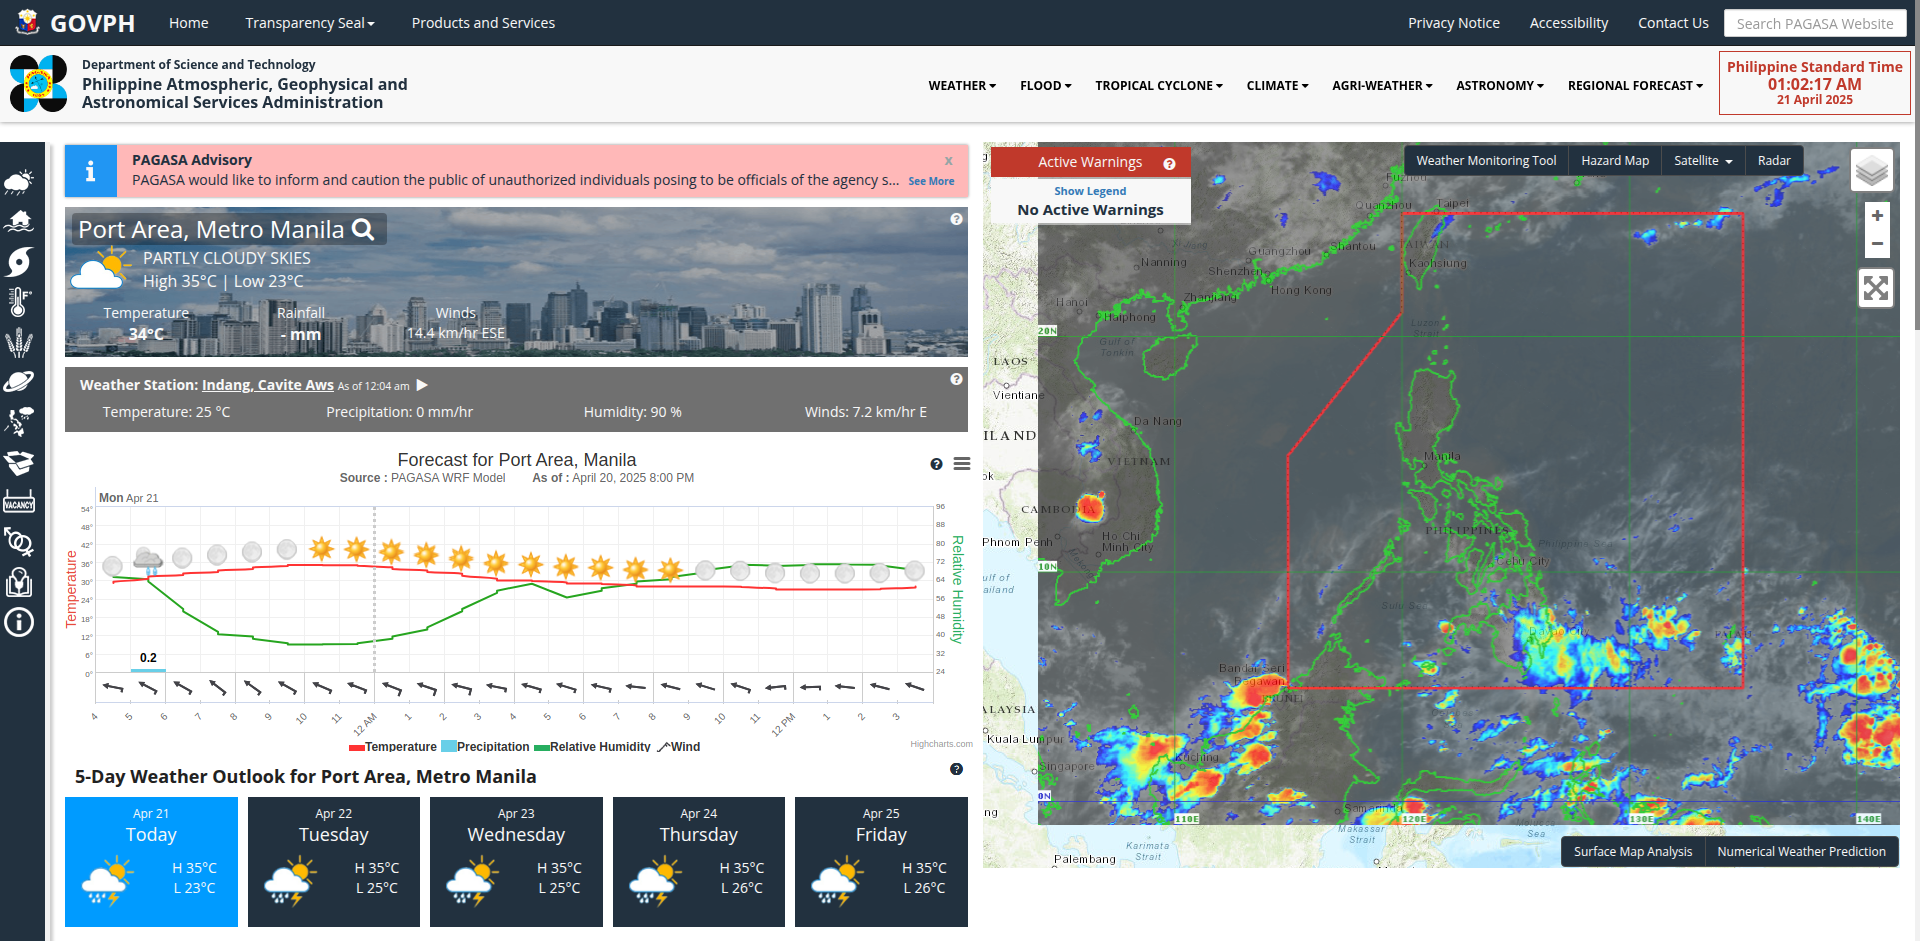 GOVPH
Home
Transparency Seal
Products and Services
Privacy Notice
Accessibility
Contact Us
Search PAGASA Website
Department of Science and Technology
Philippine Atmospheric, Geophysical and
Astronomical Services Administration
WEATHER
FLOOD
TROPICAL CYCLONE
CLIMATE
AGRI-WEATHER
ASTRONOMY
REGIONAL FORECAST
Philippine Standard Time
01:02:17 AM
21 April 2025
VACANCY
PAGASA Advisory
x
PAGASA would like to inform and caution the public of unauthorized individuals posing to be officials of the agency s... See More
Port Area, Metro Manila
PARTLY CLOUDY SKIES
High 35°C | Low 23°C
Temperature
34°C
Rainfall
- mm
Winds
14.4 km/hr ESE
Weather Station: Indang, Cavite Aws As of 12:04 am
Temperature: 25 °C
Precipitation: 0 mm/hr
Humidity: 90 %
Winds: 7.2 km/hr E
Forecast for Port Area, Manila
Source : PAGASA WRF Model As of : April 20, 2025 8:00 PM
Mon Apr 21
Temperature
54°
48°
42°
36°
30°
24°
18°
12°
6°
0°
0.2
96
88
80
72
64
56
48
40
32
24
Relative Humidity
4 5 6 7 8 9 10 11 12 AM 1 2 3 4 5 6 7 8 9 10 11 12 PM 1 2 3
Temperature Precipitation Relative Humidity Wind
Highcharts.com
5-Day Weather Outlook for Port Area, Metro Manila
Apr 21
Today
H 35°C
L 23°C
Apr 22
Tuesday
H 35°C
L 25°C
Apr 23
Wednesday
H 35°C
L 25°C
Apr 24
Thursday
H 35°C
L 26°C
Apr 25
Friday
H 35°C
L 26°C
Active Warnings
Show Legend
No Active Warnings
Weather Monitoring Tool
Hazard Map
Satellite
Radar
+
−
Fuzhou
Quanzhou
Taipei
TAIWAN
Kaohsiung
Shantou
Guangzhou
Shenzhen
Hong Kong
Nanning
Zhanjiang
Hanoi
Haiphong
Gulf of
Tonkin
Luzon
Strait
20N
LAOS
Vientiane
Da Nang
ILAND
VIETNAM
ok
CAMBODIA
Phnom Penh
Ho Chi
Minh City
Manila
PHILIPPINES
Philippin
Cebu City
10N
ulf of
ailand
Sulu Se
PALAU
Bandar Seri
Begawan
BRUNEI
ALAYSIA
Kuala Lumpur
Singapore
Kuching
0N
Samarinda
110E
120E
130E
140E
ng
Makassar
Strait
Karimata
Strait
Sea
Palembang
Surface Map Analysis
Numerical Weather Prediction